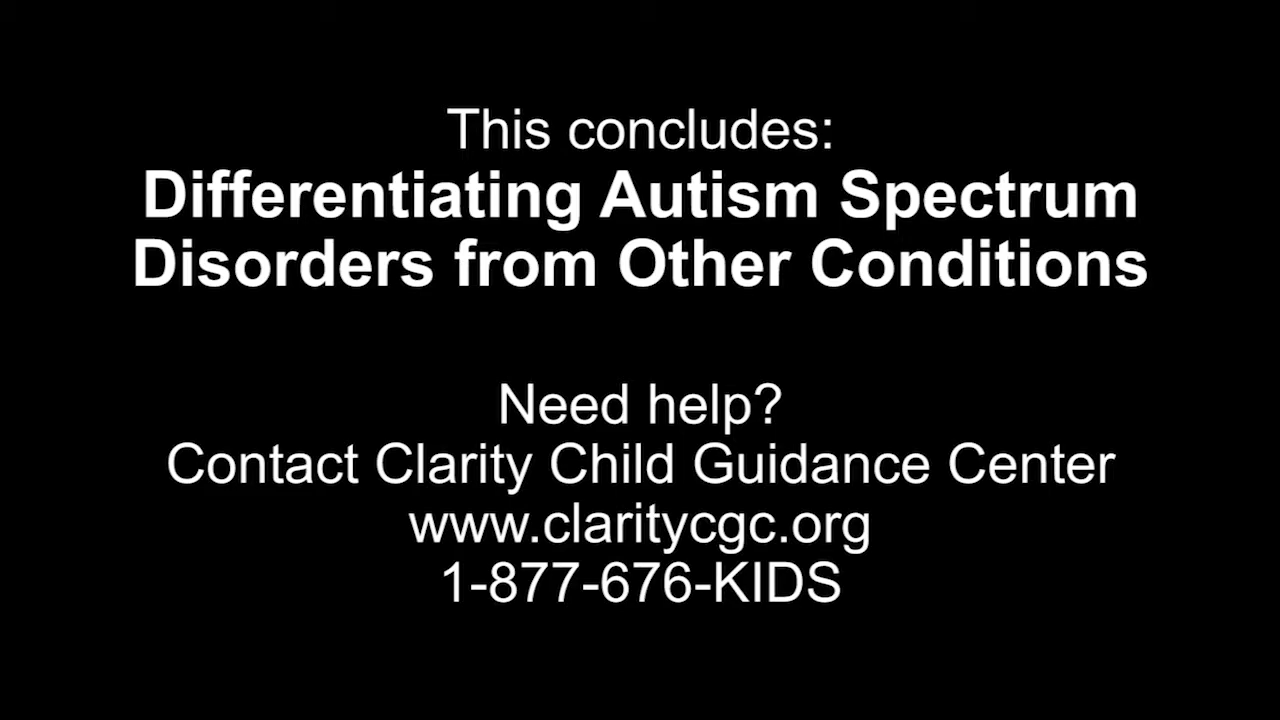 This concludes:
Differentiating Autism Spectrum
Disorders from Other Conditions
Need help?
Contact Clarity Child Guidance Center
www.claritycgc.org
1-877-676-KIDS